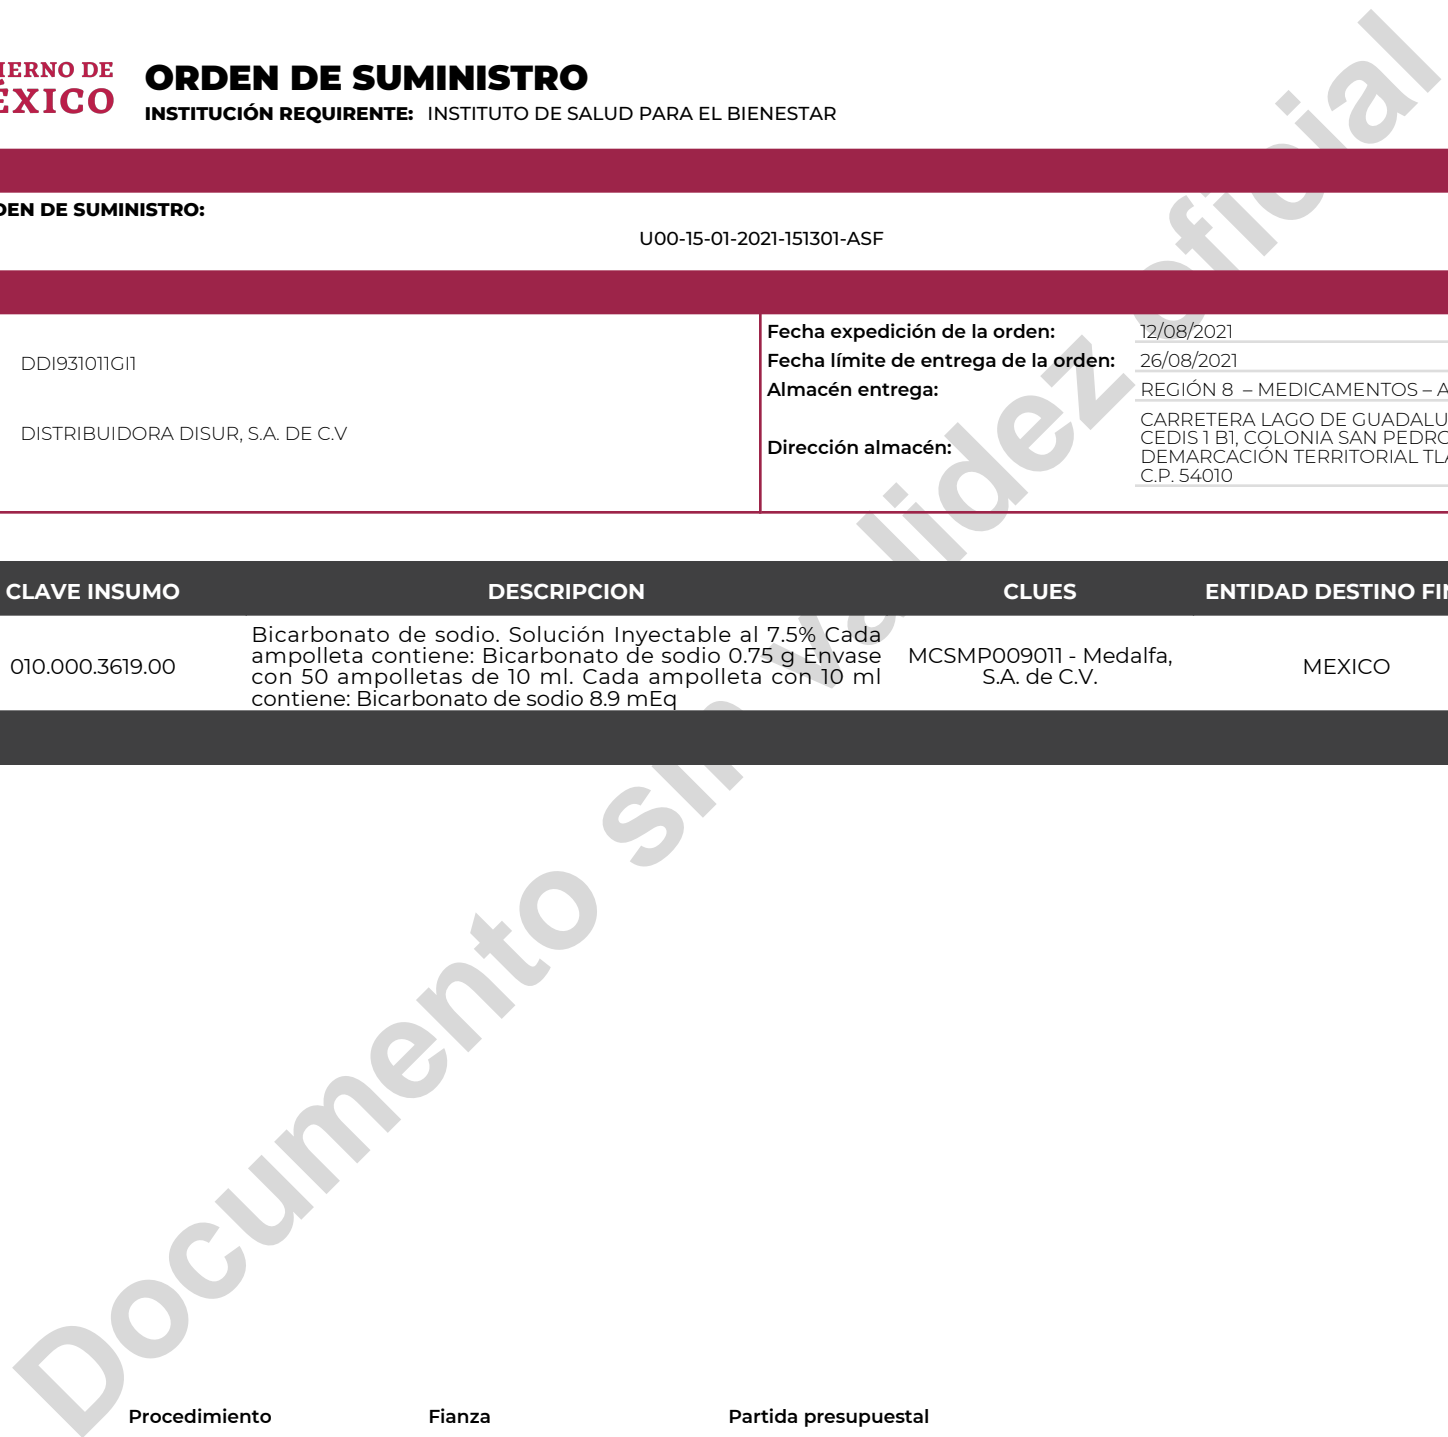 IERNO DE
ÉXICO
ORDEN DE SUMINISTRO
INSTITUCIÓN REQUIRENTE: INSTITUTO DE SALUD PARA EL BIENESTAR
DEN DE SUMINISTRO:
U00-15-01-2021-151301-ASF
DDI931011GI1
DISTRIBUIDORA DISUR, S.A. DE C.V
Fecha expedición de la orden: 12/08/2021
Fecha límite de entrega de la orden: 26/08/2021
Almacén entrega: REGIÓN 8 – MEDICAMENTOS – A
Dirección almacén:
CARRETERA LAGO DE GUADALU
CEDIS 1 B1, COLONIA SAN PEDRO
DEMARCACIÓN TERRITORIAL TLA
C.P. 54010
CLAVE INSUMO DESCRIPCION CLUES ENTIDAD DESTINO FIN
010.000.3619.00
Bicarbonato de sodio. Solución Inyectable al 7.5% Cada
ampolleta contiene: Bicarbonato de sodio 0.75 g Envase
con 50 ampolletas de 10 ml. Cada ampolleta con 10 ml
contiene: Bicarbonato de sodio 8.9 mEq
MCSMP009011 - Medalfa,
S.A. de C.V.
MEXICO
Documento sin validez oficial
Procedimiento Fianza Partida presupuestal